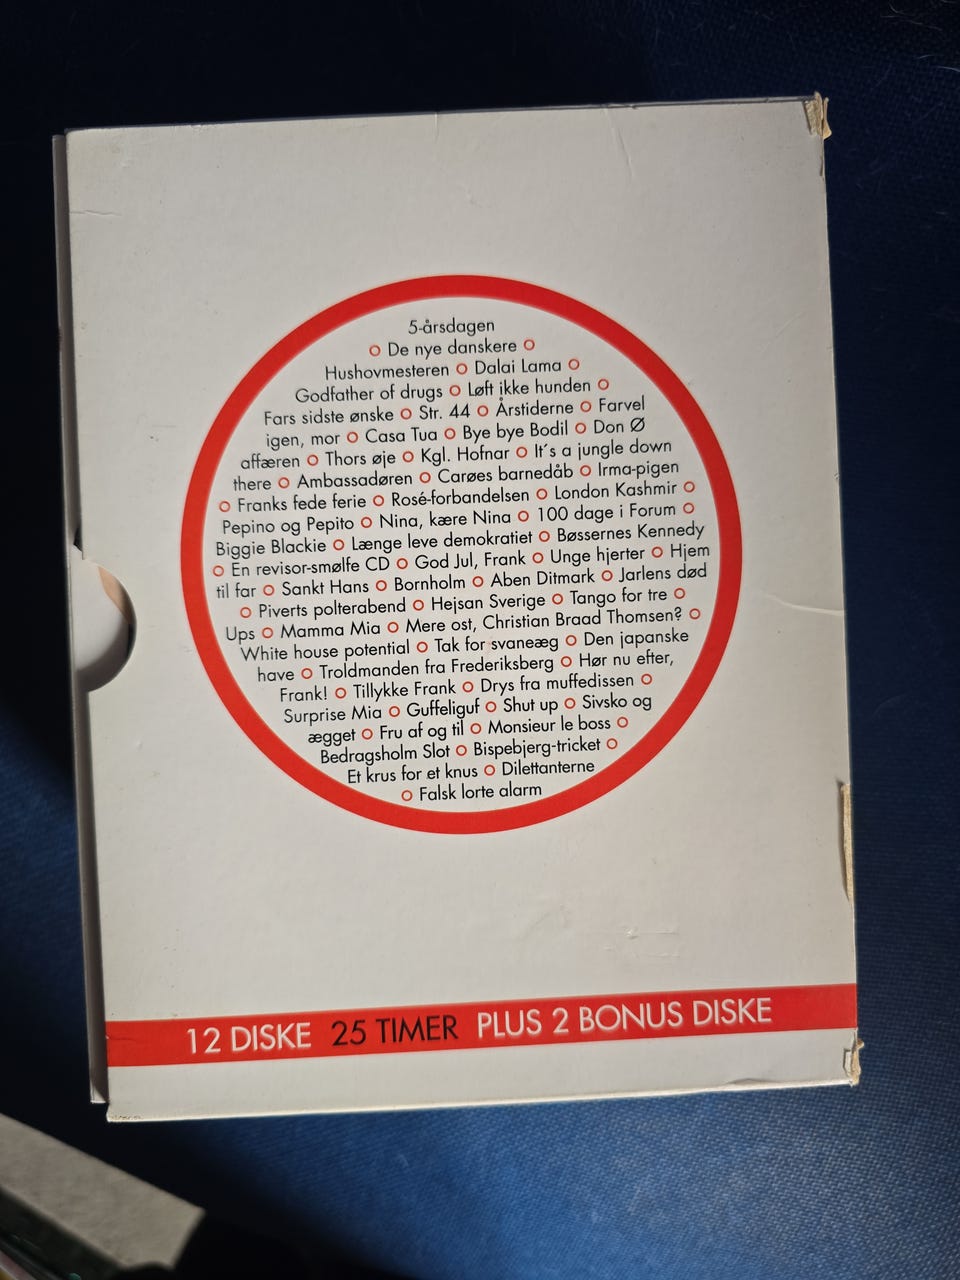 5-årsdagen
o De nye danskere o
Hushovmesteren o Dalai Lama o
Godfather of drugs o Løft ikke hunden o
Fars sidste ønske o Str. 44 o Årstiderne o Farvel
igen, mor o Casa Tua o Bye bye Bodil o Don Ø
affæren o Thors øje o Kgl. Hofnar o It´s a jungle down
there o Ambassadøren o Carøes barnedåb o Irma-pigen
o Franks fede ferie o Rosé-forbandelsen o London Kashmir o
Pepino og Pepito o Nina, kære Nina o 100 dage i Forum o
Biggie Blackie o Længe leve demokratiet o Bøssernes Kennedy
o En revisor-smølfe CD o God Jul, Frank o Unge hjerter o Hjem
til far o Sankt Hans o Bornholm o Aben Ditmark o Jarlens død
o Piverts polterabend o Hejsan Sverige o Tango for tre o
Ups o Mamma Mia o Mere ost, Christian Braad Thomsen? o
White house potential o Tak for svaneæg o Den japanske
have o Troldmanden fra Frederiksberg o Hør nu efter,
Frank! o Tillykke Frank o Drys fra muffedissen o
Surprise Mia o Guffeliguf o Shut up o Sivsko og
ægget o Fru af og til o Monsieur le boss o
Bedragsholm Slot o Bispebjerg-tricket o
Et krus for et knus o Dilettanterne
o Falsk lorte alarm
12 DISKE 25 TIMER PLUS 2 BONUS DISKE